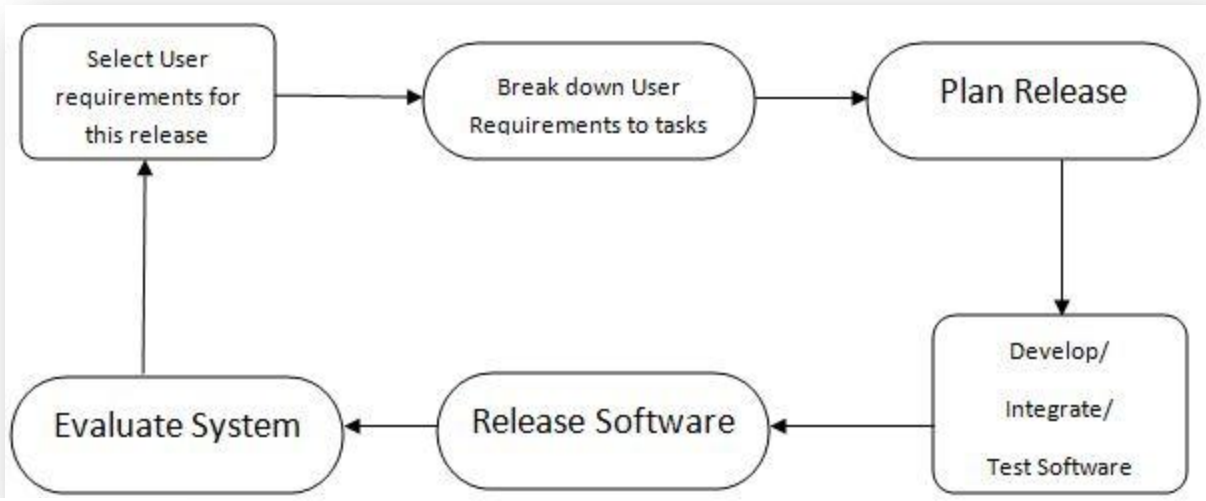 Select User
requirements for
this release
Break down User
Requirements to tasks
Plan Release
Develop/
Integrate/
Test Software
Release Software
Evaluate System